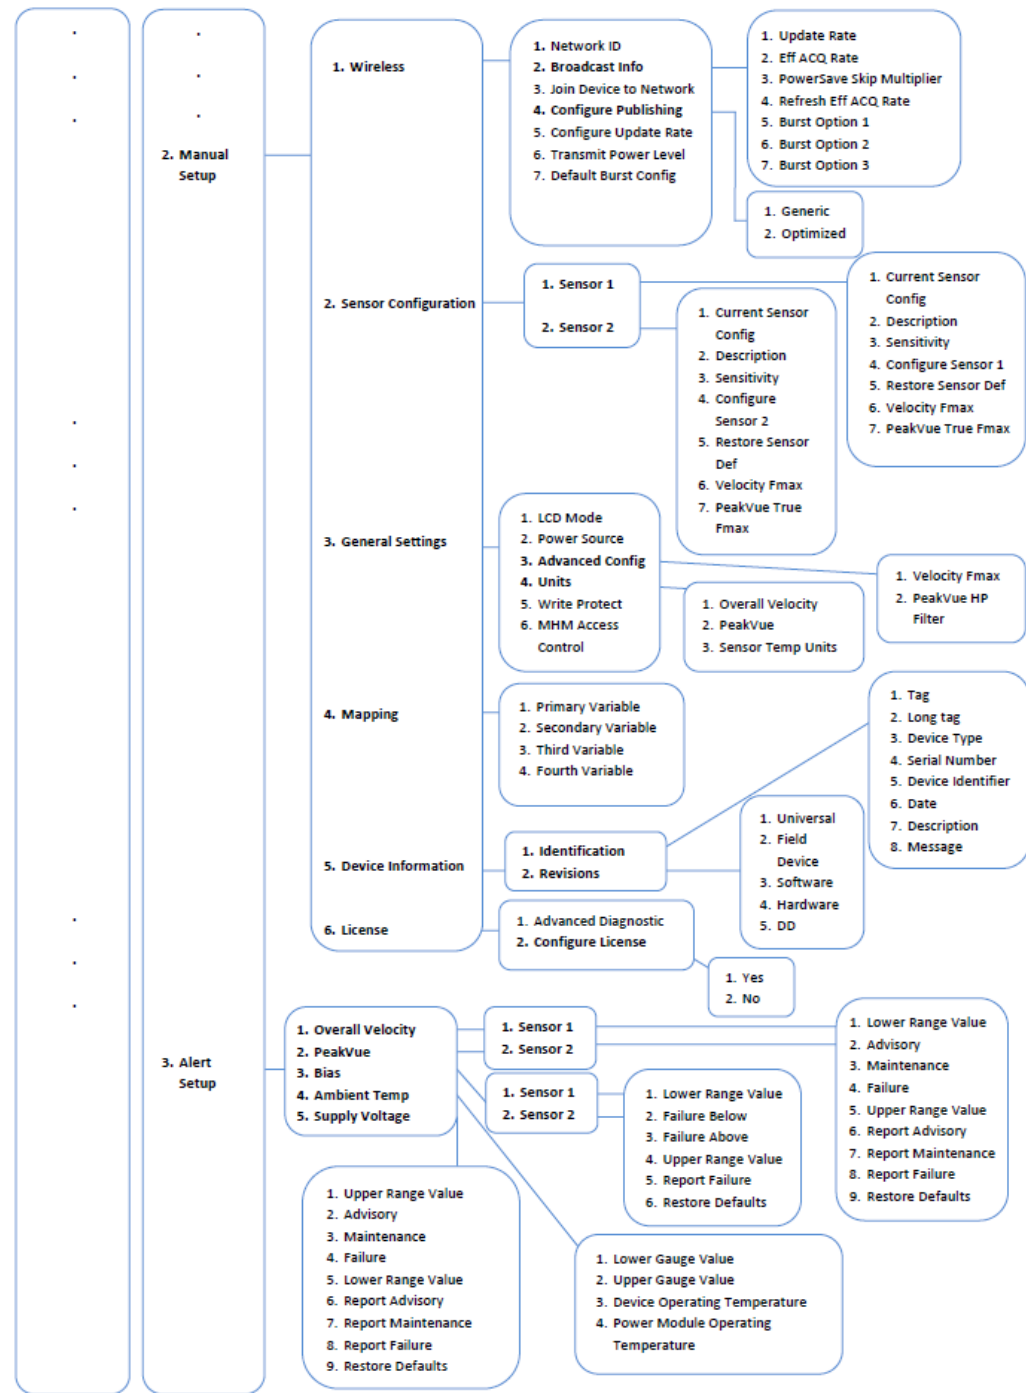 2. Manual
Setup
1. Wireless
1. Network ID
2. Broadcast Info
3. Join Device to Network
4. Configure Publishing
5. Configure Update Rate
6. Transmit Power Level
7. Default Burst Config
1. Update Rate
2. Eff ACQ Rate
3. PowerSave Skip Multiplier
4. Refresh Eff ACQ Rate
5. Burst Option 1
6. Burst Option 2
7. Burst Option 3
1. Generic
2. Optimized
2. Sensor Configuration
1. Sensor 1
2. Sensor 2
1. Current Sensor
Config
2. Description
3. Sensitivity
4. Configure
Sensor 2
5. Restore Sensor
Def
6. Velocity Fmax
7. PeakVue True
Fmax
1. Current Sensor
Config
2. Description
3. Sensitivity
4. Configure Sensor 1
5. Restore Sensor Def
6. Velocity Fmax
7. PeakVue True Fmax
3. General Settings
1. LCD Mode
2. Power Source
3. Advanced Config
4. Units
5. Write Protect
6. MHM Access
Control
1. Overall Velocity
2. PeakVue
3. Sensor Temp Units
1. Velocity Fmax
2. PeakVue HP
Filter
4. Mapping
1. Primary Variable
2. Secondary Variable
3. Third Variable
4. Fourth Variable
5. Device Information
1. Identification
2. Revisions
1. Tag
2. Long tag
3. Device Type
4. Serial Number
5. Device Identifier
6. Date
7. Description
8. Message
1. Universal
2. Field
Device
3. Software
4. Hardware
5. DD
6. License
1. Advanced Diagnostic
2. Configure License
1. Yes
2. No
3. Alert
Setup
1. Overall Velocity
2. PeakVue
3. Bias
4. Ambient Temp
5. Supply Voltage
1. Sensor 1
2. Sensor 2
1. Lower Range Value
2. Advisory
3. Maintenance
4. Failure
5. Upper Range Value
6. Report Advisory
7. Report Maintenance
8. Report Failure
9. Restore Defaults
1. Sensor 1
2. Sensor 2
1. Lower Range Value
2. Failure Below
3. Failure Above
4. Upper Range Value
5. Report Failure
6. Restore Defaults
1. Upper Range Value
2. Advisory
3. Maintenance
4. Failure
5. Lower Range Value
6. Report Advisory
7. Report Maintenance
8. Report Failure
9. Restore Defaults
1. Lower Gauge Value
2. Upper Gauge Value
3. Device Operating Temperature
4. Power Module Operating
Temperature